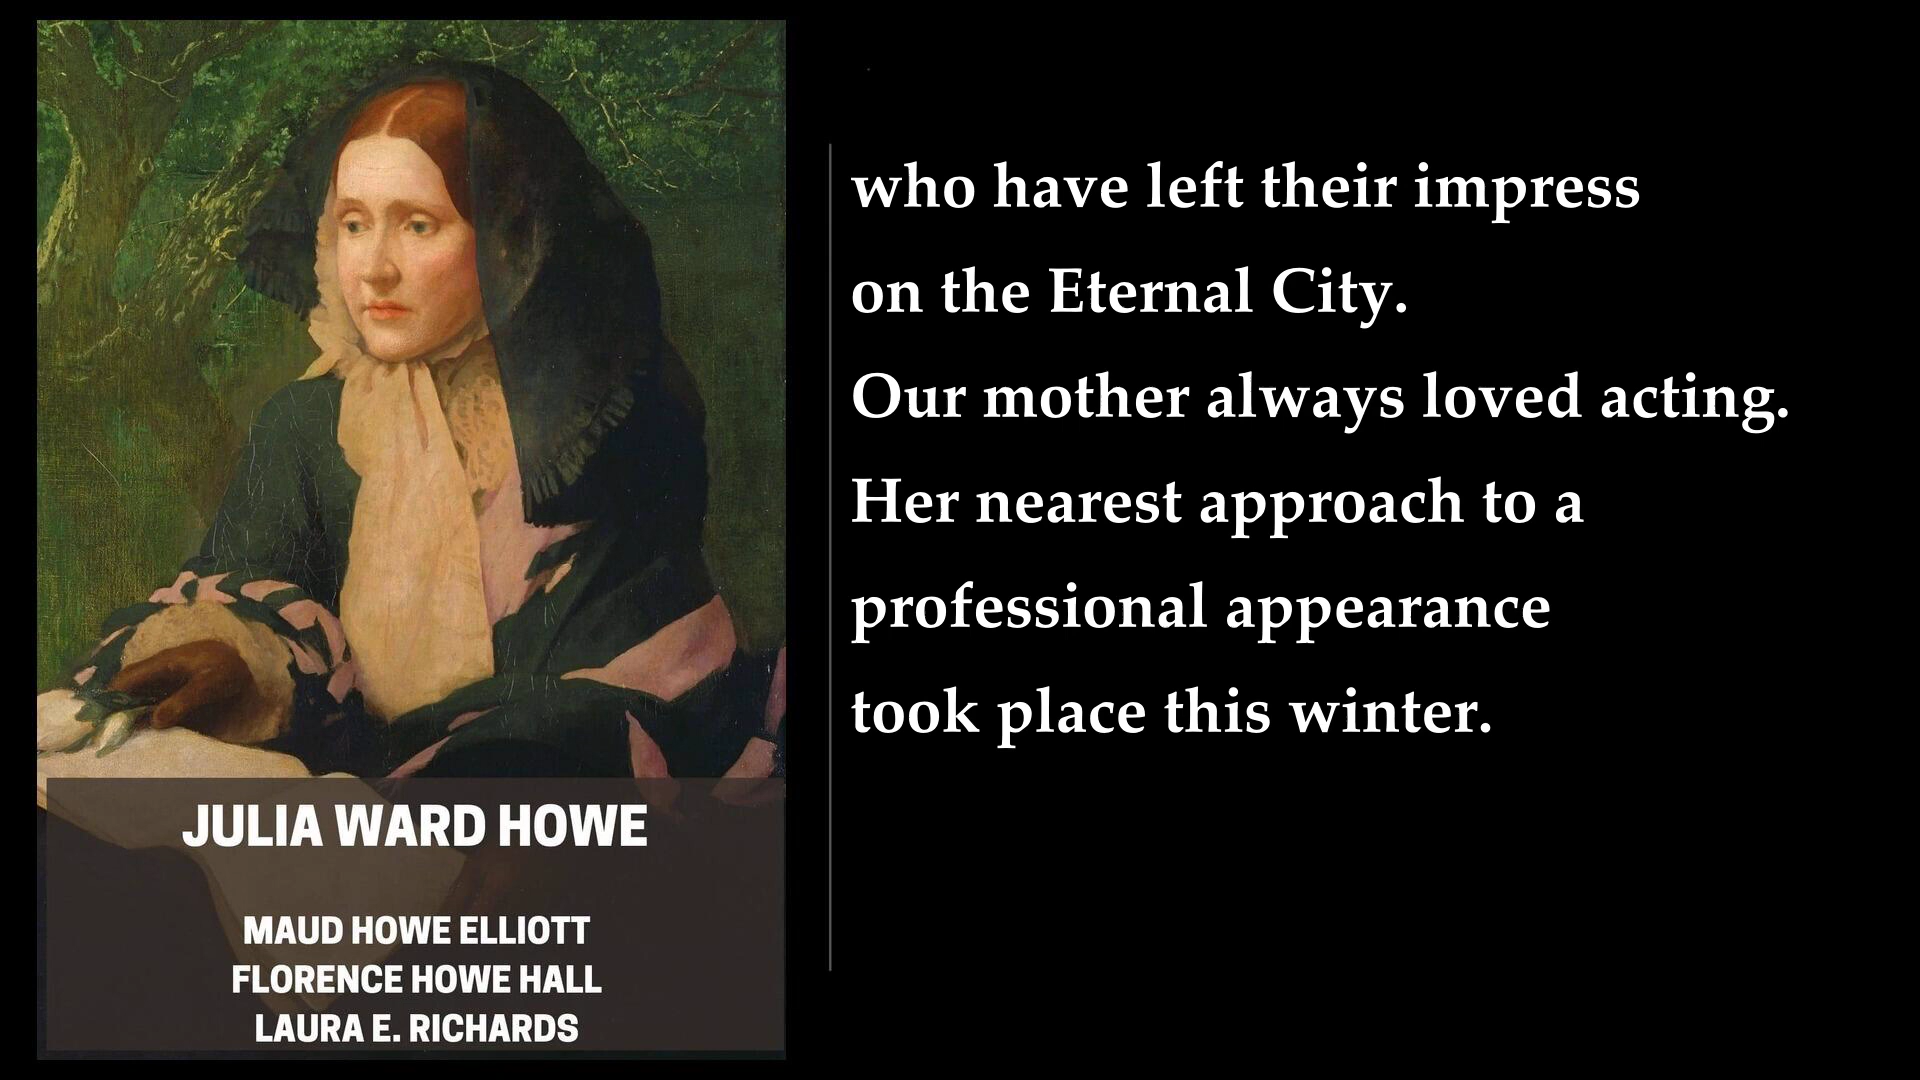 who have left their impress
on the Eternal City.
Our mother always loved acting.
Her nearest approach to a
professional appearance
took place this winter.
JULIA WARD HOWE
MAUD HOWE ELLIOTT
FLORENCE HOWE HALL
LAURA E. RICHARDS